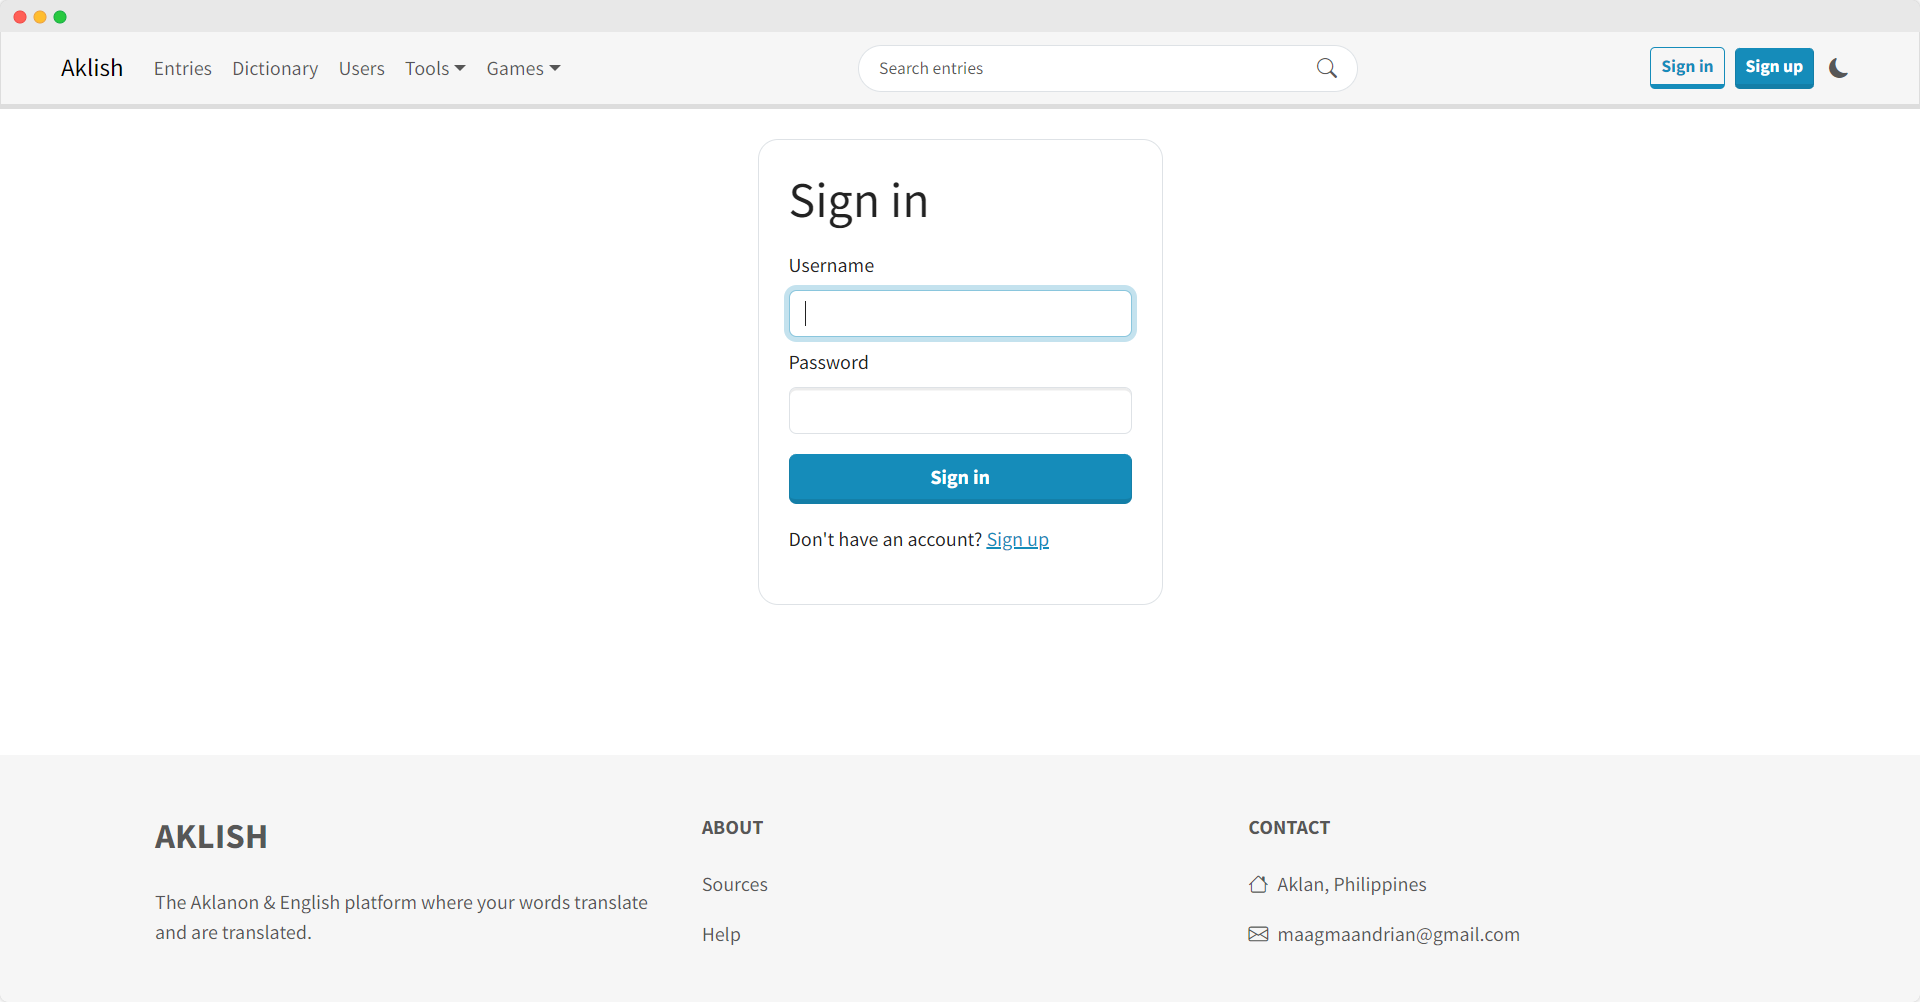 Aklish Entries Dictionary Users Tools Games Search entries Sign in Sign up
Sign in
Username
Password
Sign in
Don't have an account? Sign up
AKLISH
The Aklanon & English platform where your words translate
and are translated.
ABOUT
Sources
Help
CONTACT
Aklan, Philippines
maagmaandrian@gmail.com